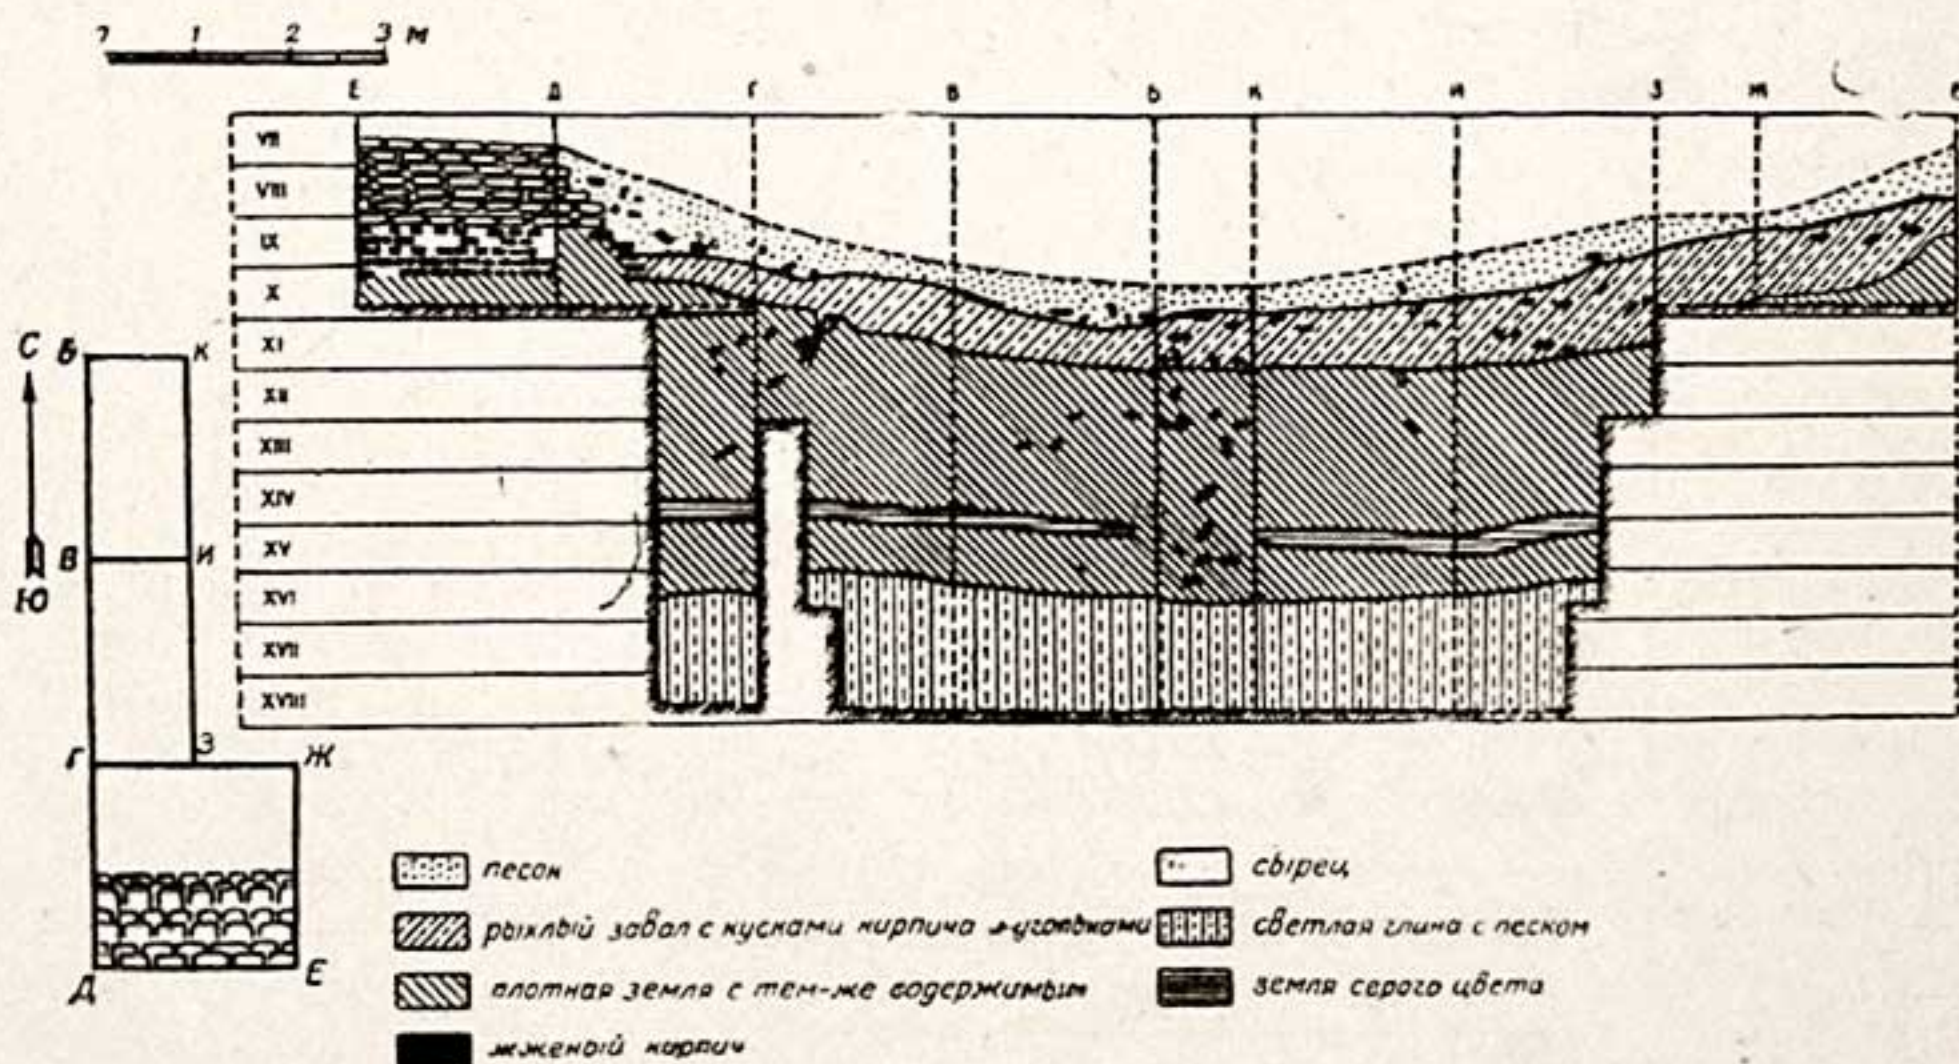 1 2 3 м
Е Д Г В Б К И З Ж Е
VII
VIII
IX
X
XI
XII
XIII
XIV
XV
XVI
XVII
XVIII
С Б К
В И
Ю
Г З Ж
Д Е
песок
рыхлый завал с кусками кирпича и угольками
плотная земля с тем-же содержимым
жженый кирпич
сырец
светлая глина с песком
земля серого цвета